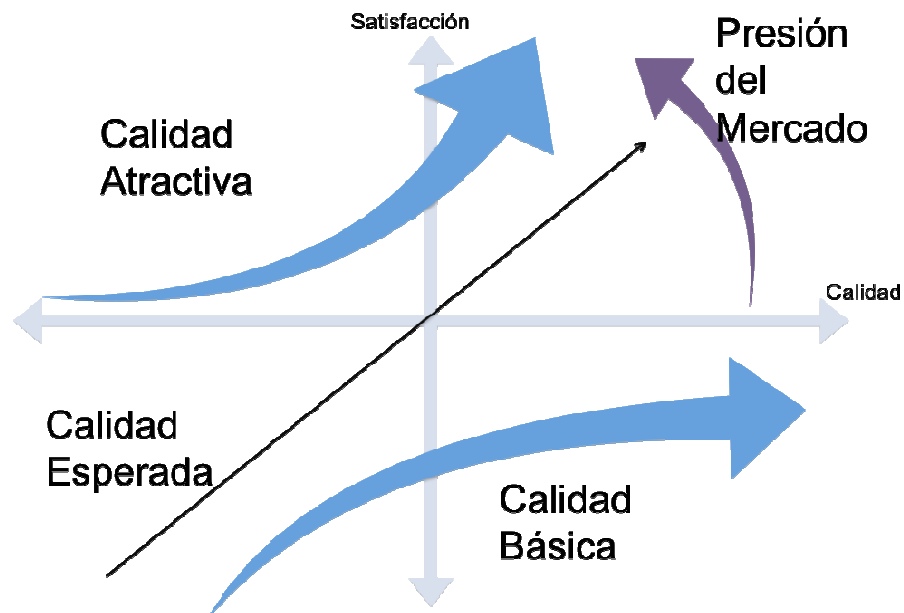 Satisfacción
Presión
del
Mercado
Calidad
Atractiva
Calidad
Calidad
Esperada
Calidad
Básica